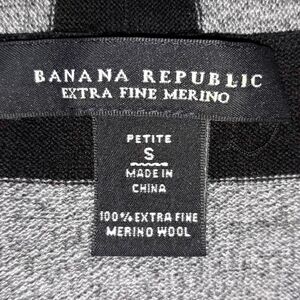 BANANA REPUBLIC
EXTRA FINE MERINO
PETITE
S
MADE IN
CHINA
100% EXTRA FINE
MERINO WOOL